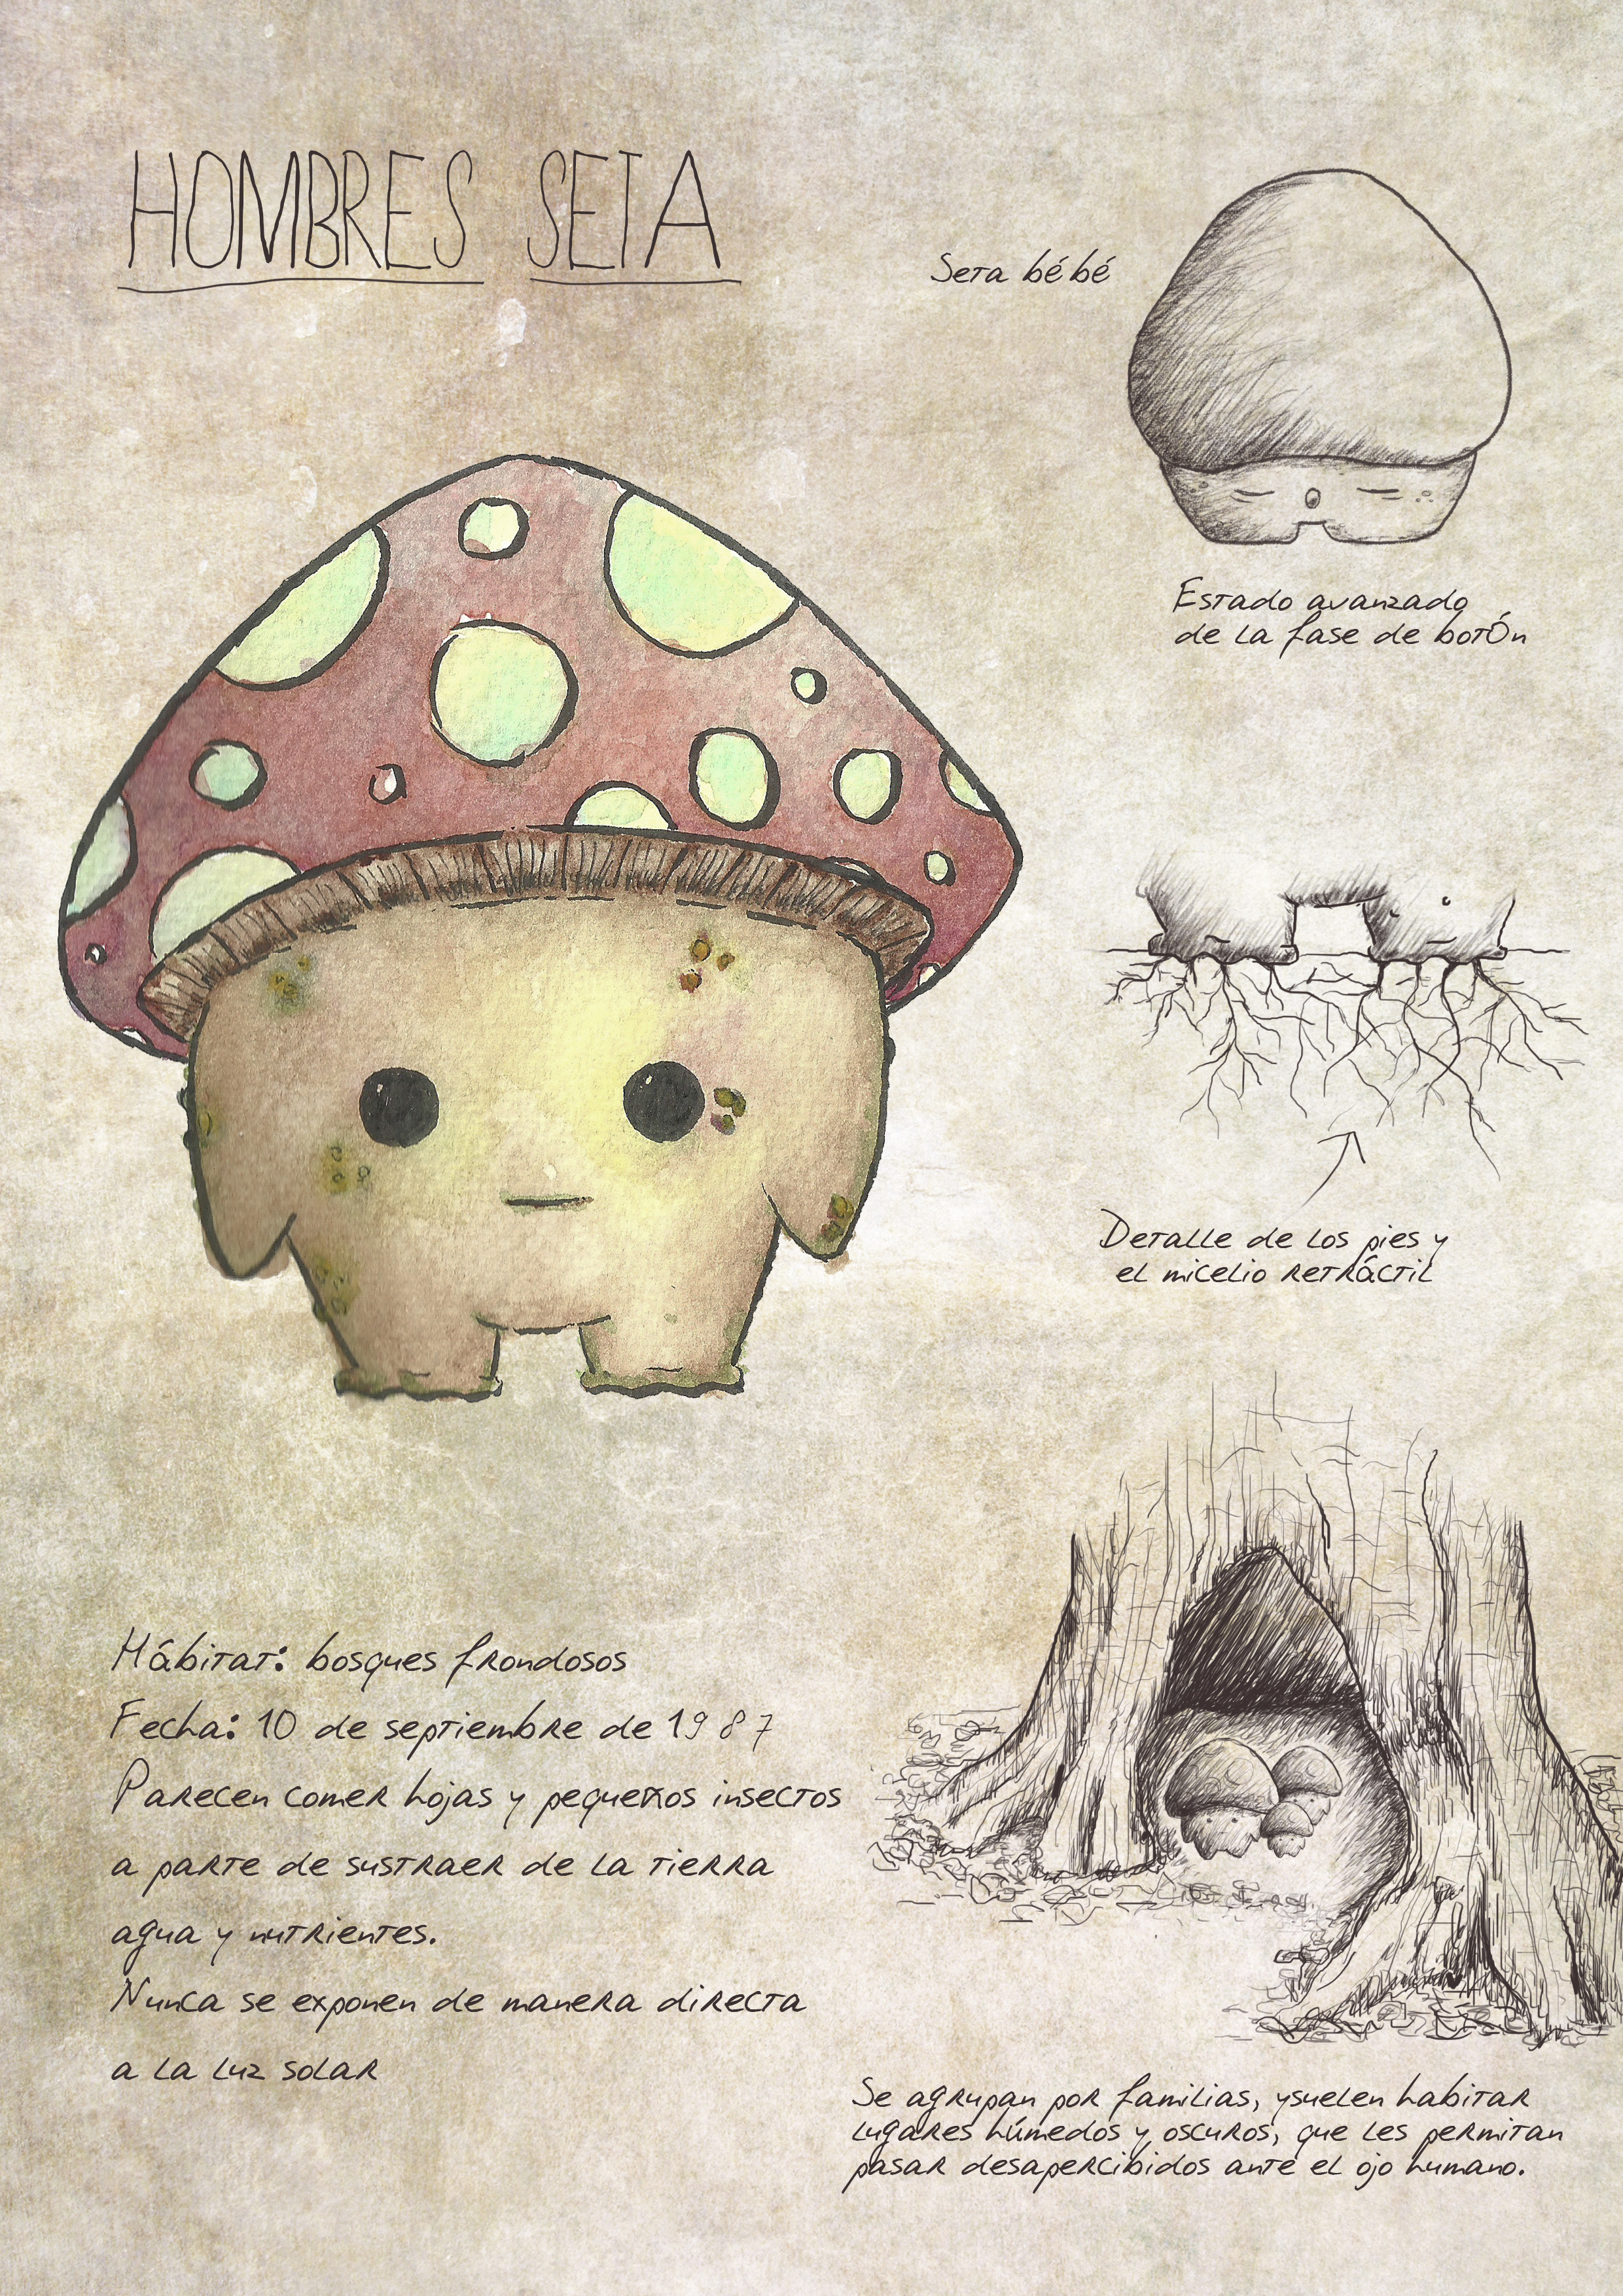 HOMBRES SETA
Seta bébé
Estado avanzado
de la fase de botÓn
Detalle de los pies y
el micelio retráctil
Hábitat: bosques frondosos
Fecha: 10 de septiembre de 1987
Parecen comer hojas y pequeños insectos
a parte de sustraer de la tierra
agua y nutrientes.
Nunca se exponen de manera directa
a la luz solar
Se agrupan por familias, ysuelen habitar
lugares húmedos y oscuros, que les permitan
pasar desapercibidos ante el ojo humano.